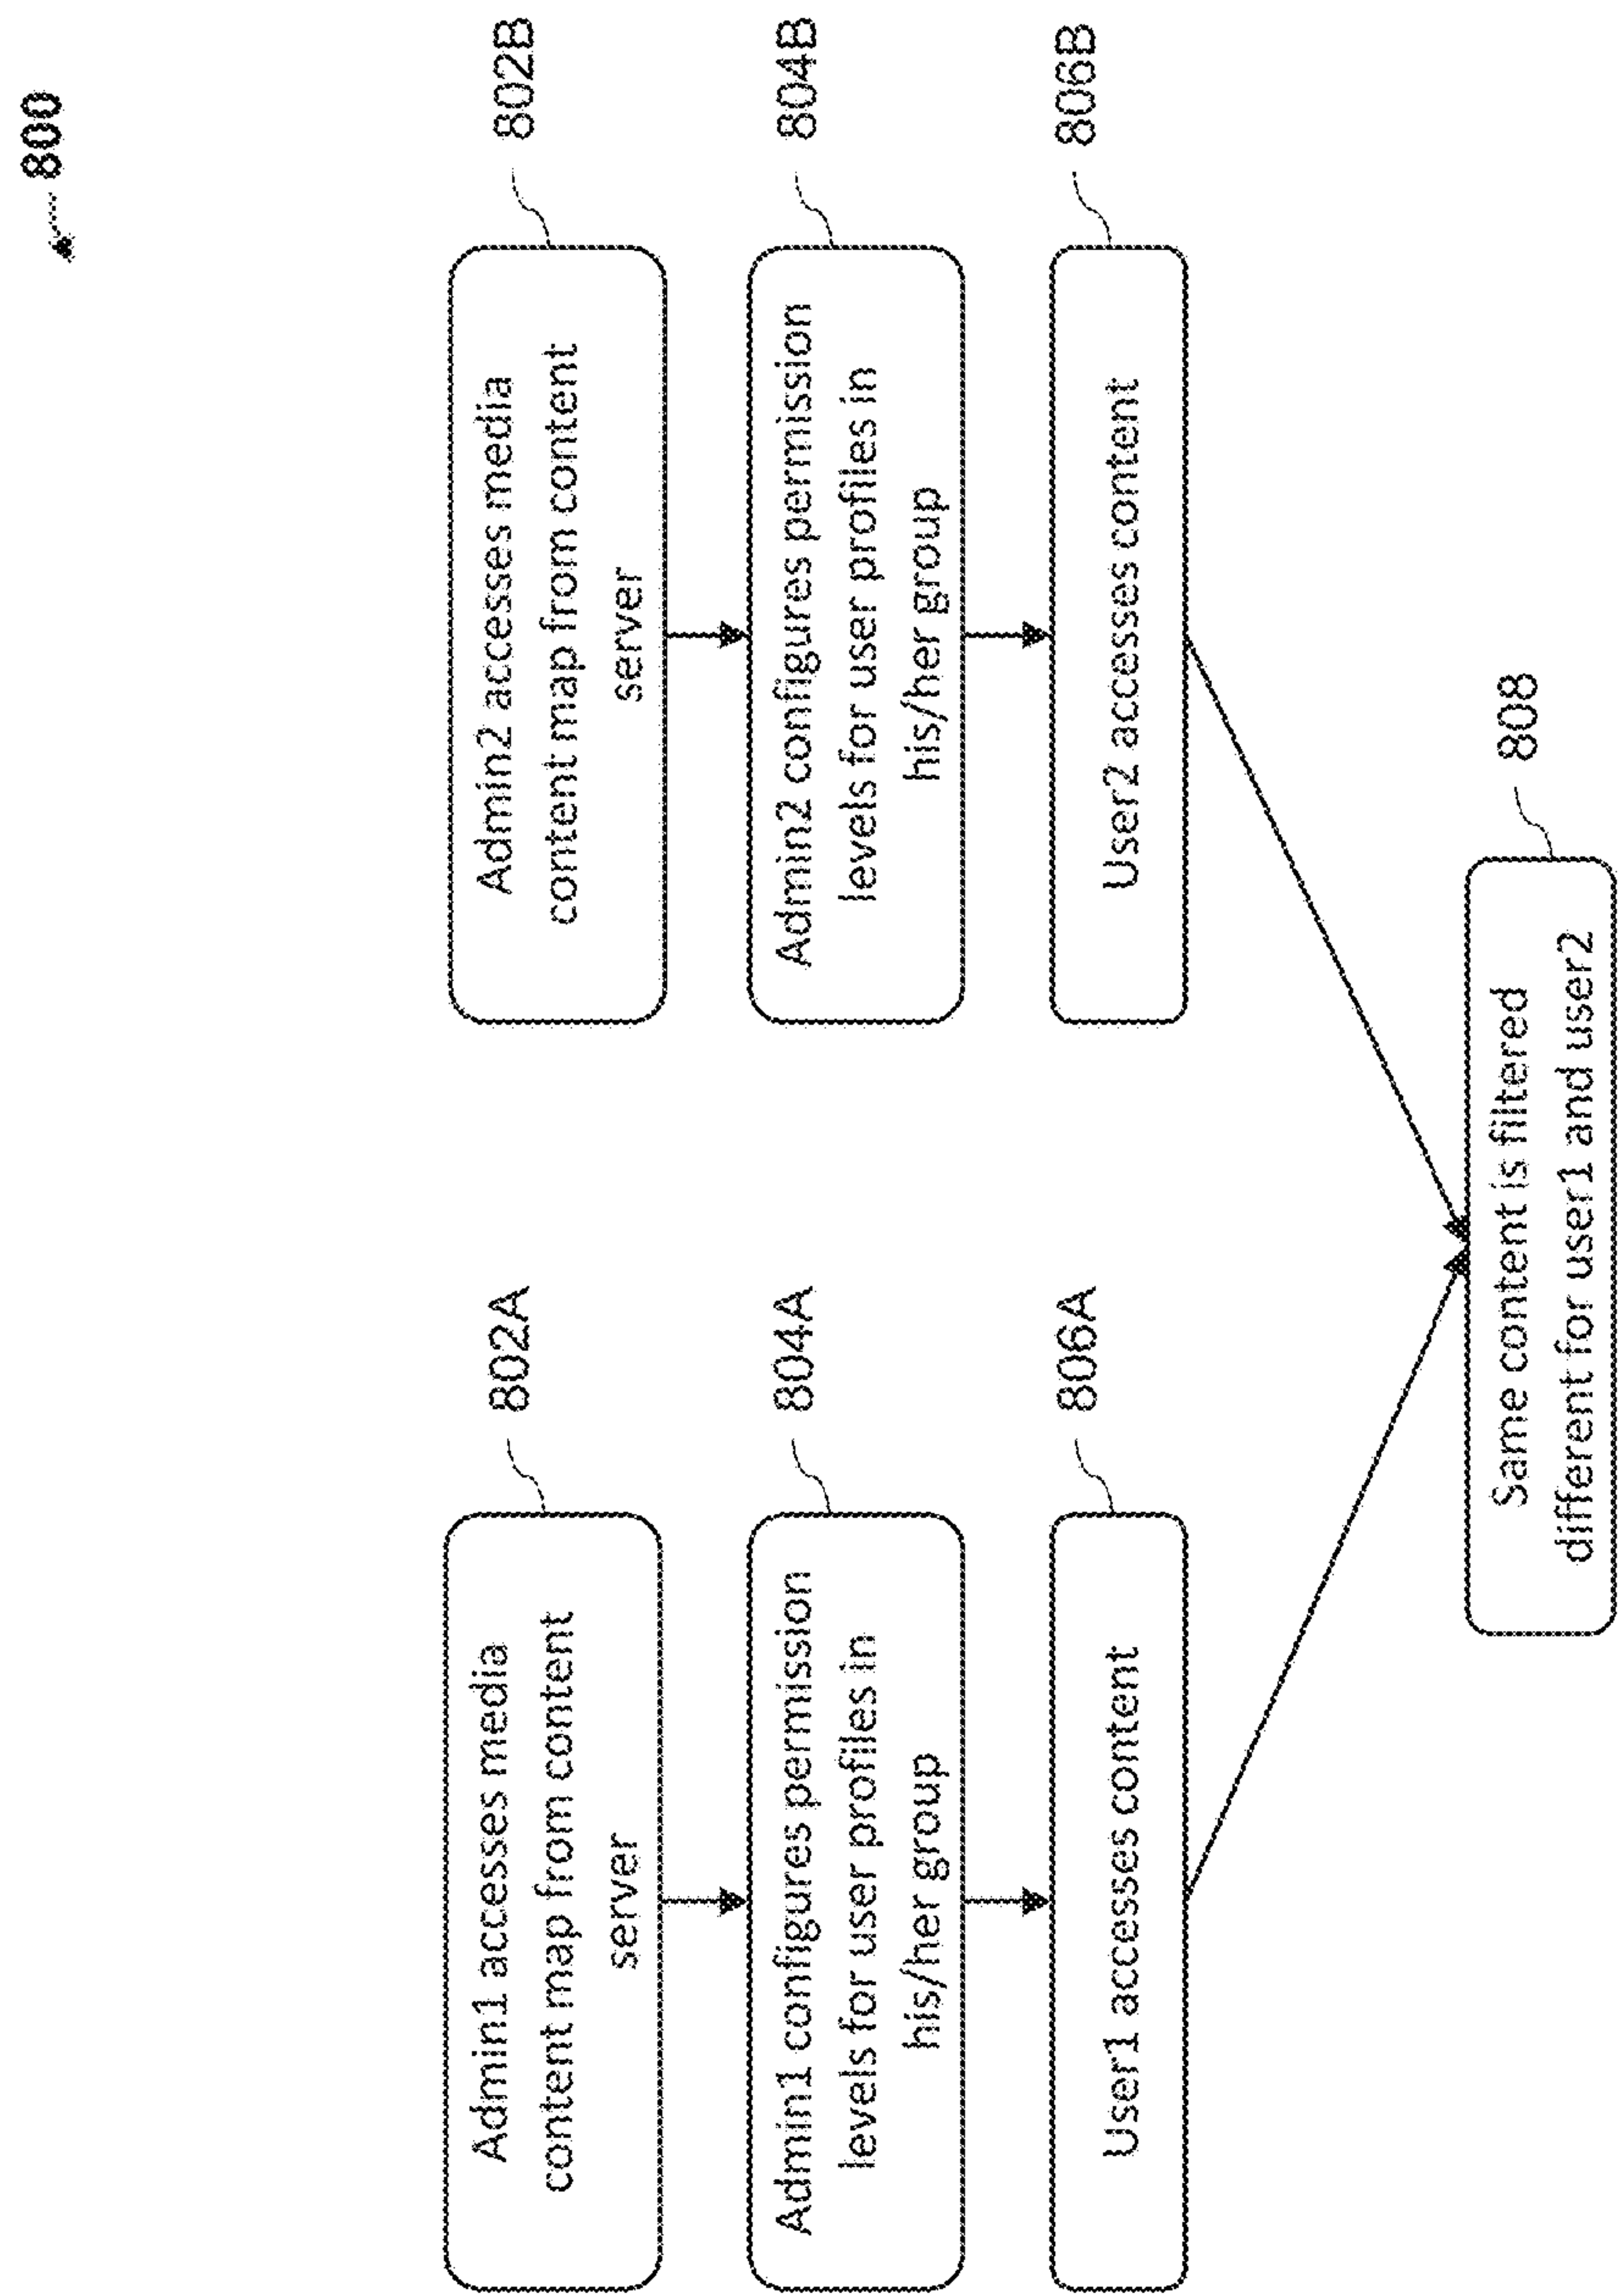 800
802A
Admin1 accesses media
content map from content
server
802B
Admin2 accesses media
content map from content
server
804A
Admin1 configures permission
levels for user profiles in
his/her group
804B
Admin2 configures permission
levels for user profiles in
his/her group
806A
User1 accesses content
806B
User2 accesses content
808
Same content is filtered
different for user1 and user2